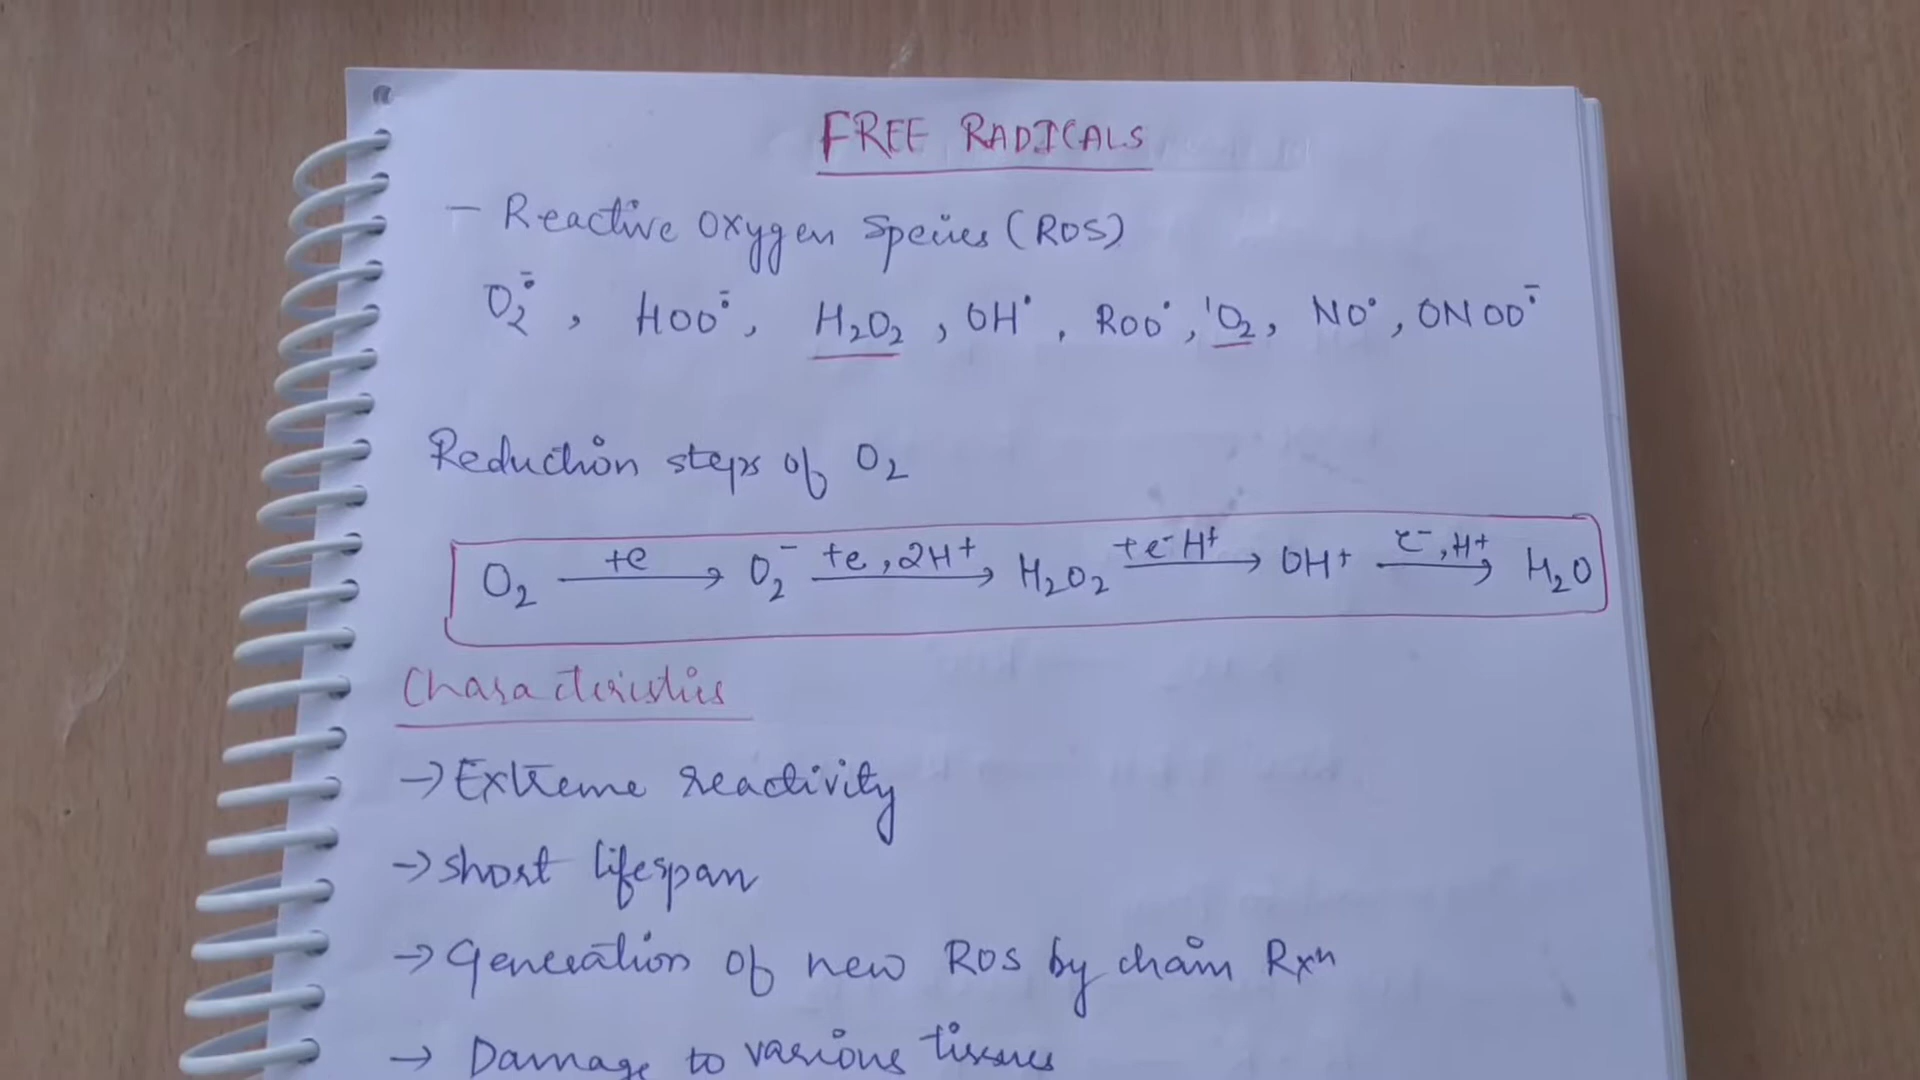 FREE RADICALS
- Reactive oxygen species (ROS)
O₂•̄, HOO•̄, H₂O₂, OH•, ROO•, ¹O₂, NO•, ONOO•̄
Reduction steps of O₂
O₂ +e → O₂⁻ +e, 2H⁺ → H₂O₂ +e⁻ H⁺ → OH+ e⁻, H⁺ → H₂O
Characteristics
→ Extreme reactivity
→ short lifespan
→ Generation of new ROS by chain Rxⁿ
→ Damage to various tissues